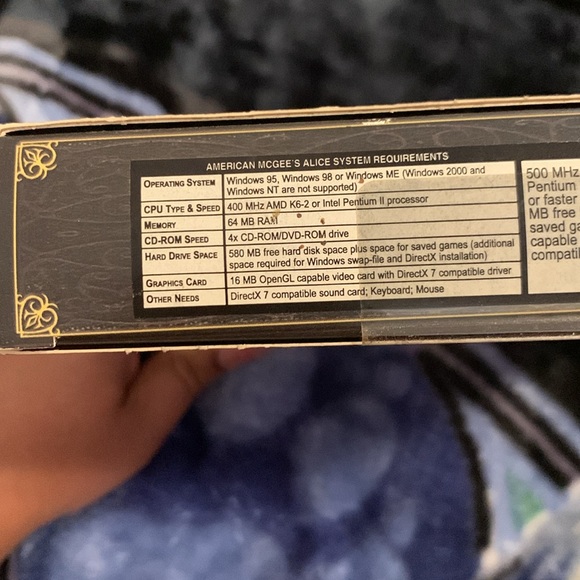 AMERICAN MCGEE'S ALICE SYSTEM REQUIREMENTS
OPERATING SYSTEM
Windows 95, Windows 98 or Windows ME (Windows 2000 and
Windows NT are not supported)
CPU TYPE & SPEED
400 MHz AMD K6-2 or Intel Pentium II processor
MEMORY
64 MB RAM
CD-ROM SPEED
4x CD-ROM/DVD-ROM drive
HARD DRIVE SPACE
580 MB free hard disk space plus space for saved games (additional
space required for Windows swap-file and DirectX installation)
GRAPHICS CARD
16 MB OpenGL capable video card with DirectX 7 compatible driver
OTHER NEEDS
DirectX 7 compatible sound card; Keyboard; Mouse
500 MHz
Pentium
or faster
MB free
saved ga
capable
compatil